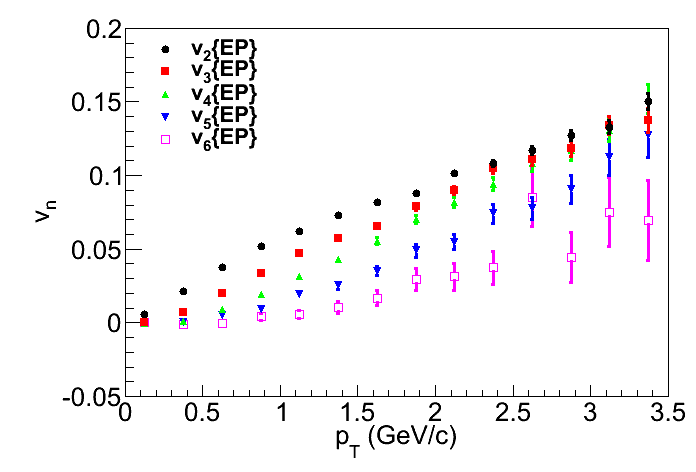 0.2
v2{EP}
v3{EP}
v4{EP}
v5{EP}
v6{EP}
0.15
0.1
0.05
0
-0.05
vn
0 0.5 1 1.5 2 2.5 3 3.5
pT (GeV/c)